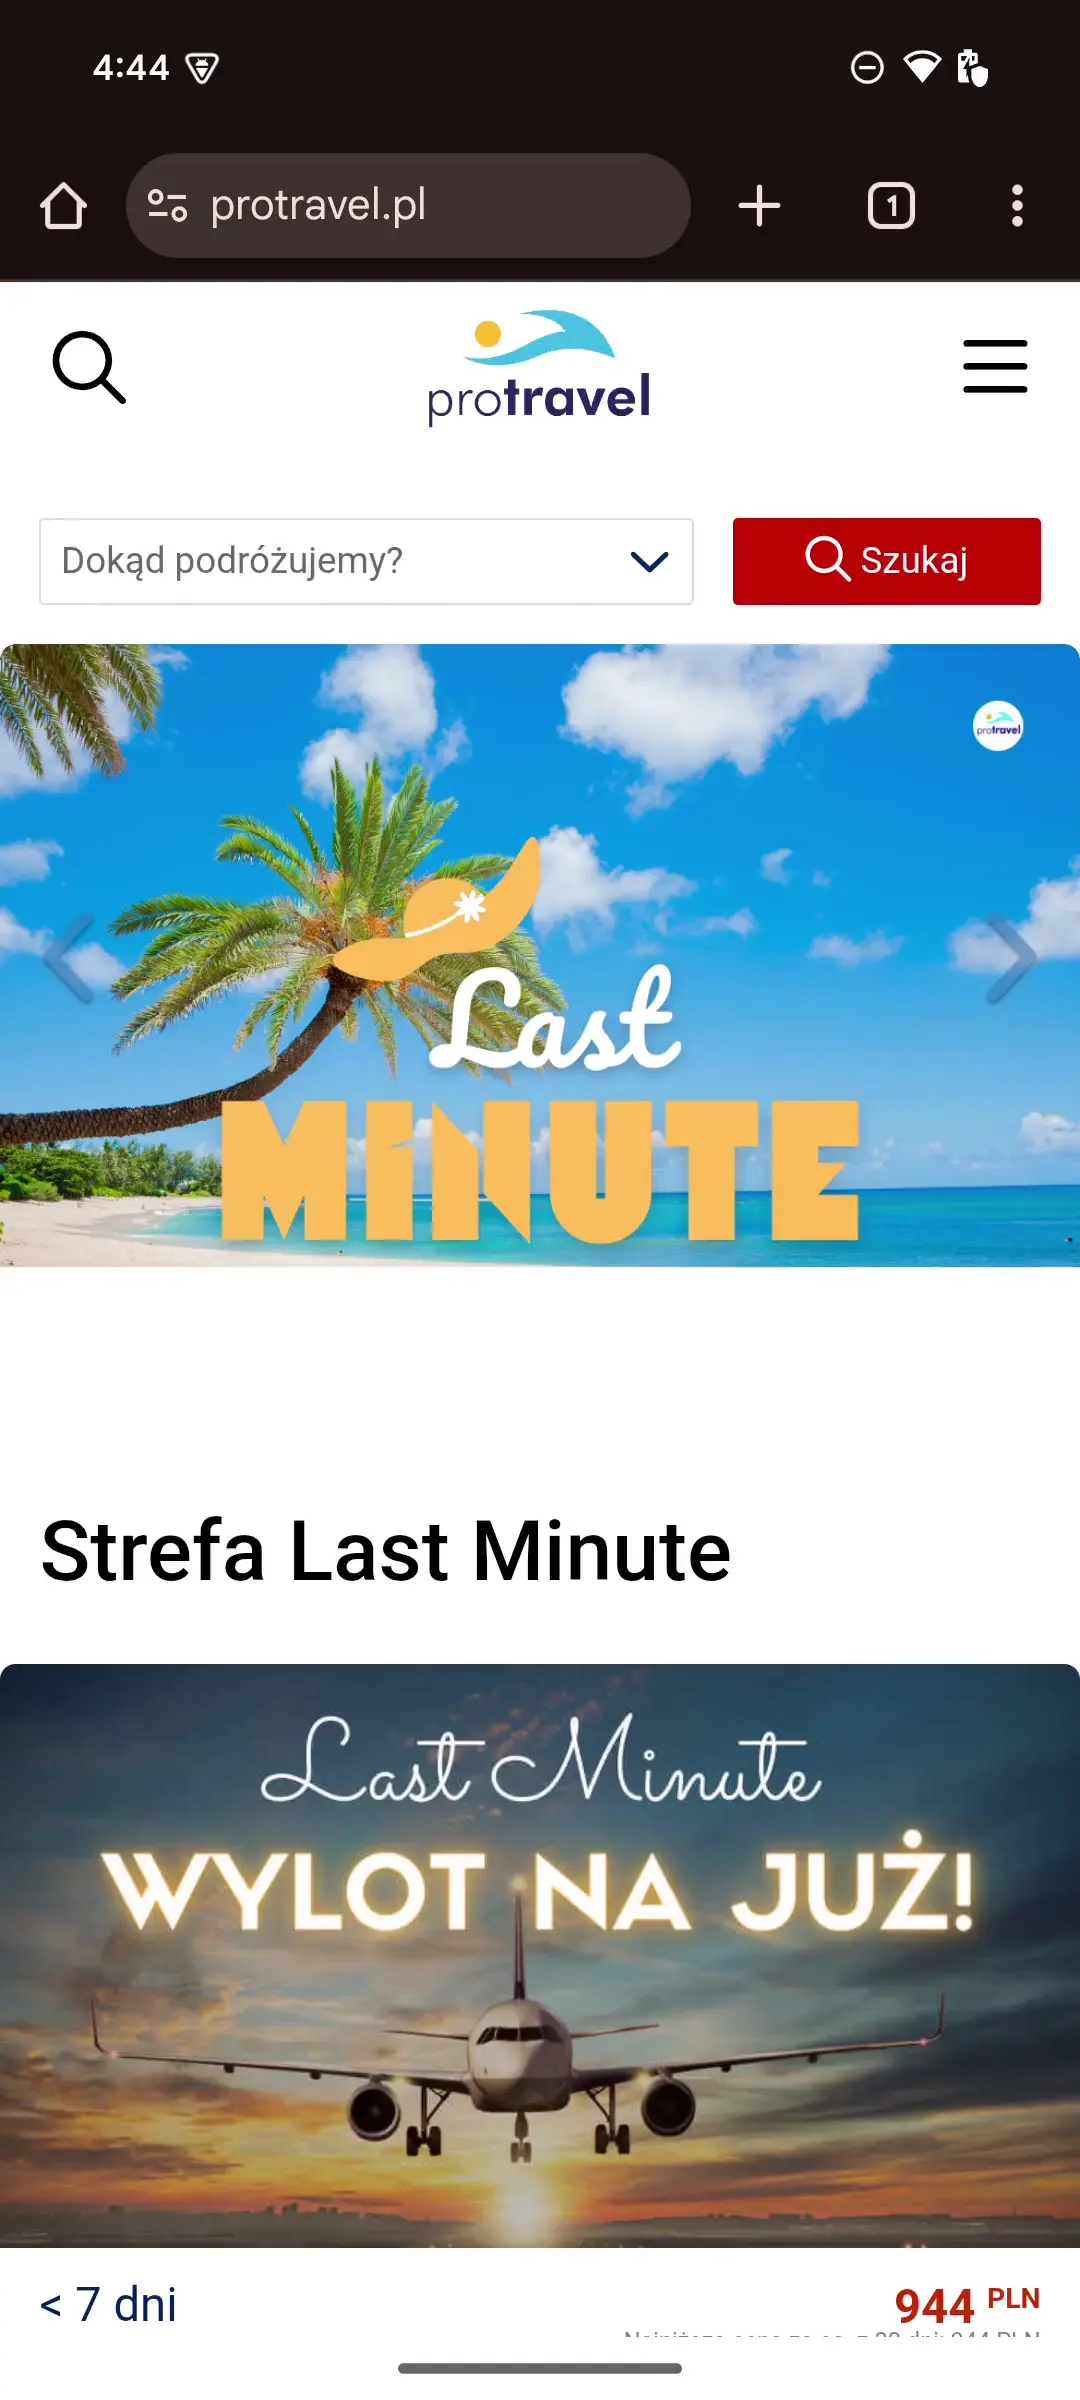 4:44
protravel.pl
1
protravel
Dokąd podróżujemy?
Szukaj
protravel
Last
MINUTE
Strefa Last Minute
Last Minute
WYLOT NA JUŻ!
< 7 dni
944 PLN